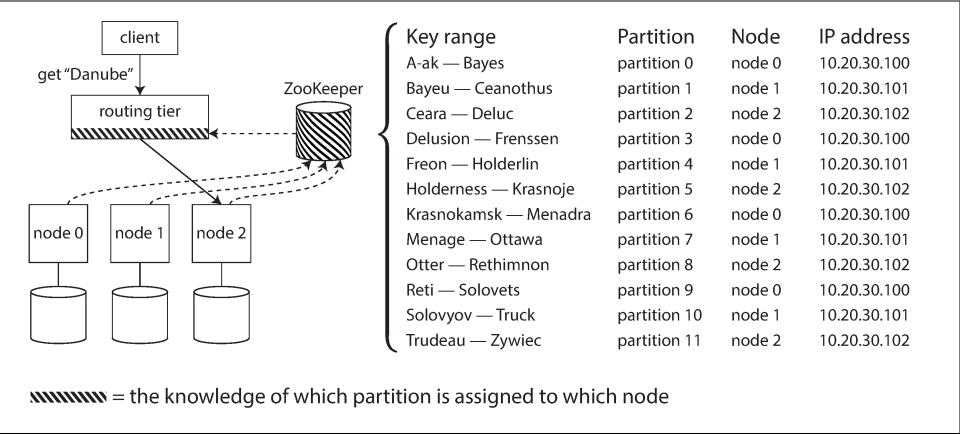 client
get “Danube”
routing tier
ZooKeeper
node 0
node 1
node 2
Key range Partition Node IP address
A-ak — Bayes partition 0 node 0 10.20.30.100
Bayeu — Ceanothus partition 1 node 1 10.20.30.101
Ceara — Deluc partition 2 node 2 10.20.30.102
Delusion — Frenssen partition 3 node 0 10.20.30.100
Freon — Holderlin partition 4 node 1 10.20.30.101
Holderness — Krasnoje partition 5 node 2 10.20.30.102
Krasnokamsk — Menadra partition 6 node 0 10.20.30.100
Menage — Ottawa partition 7 node 1 10.20.30.101
Otter — Rethimnon partition 8 node 2 10.20.30.102
Reti — Solovets partition 9 node 0 10.20.30.100
Solovyov — Truck partition 10 node 1 10.20.30.101
Trudeau — Zywiec partition 11 node 2 10.20.30.102
= the knowledge of which partition is assigned to which node